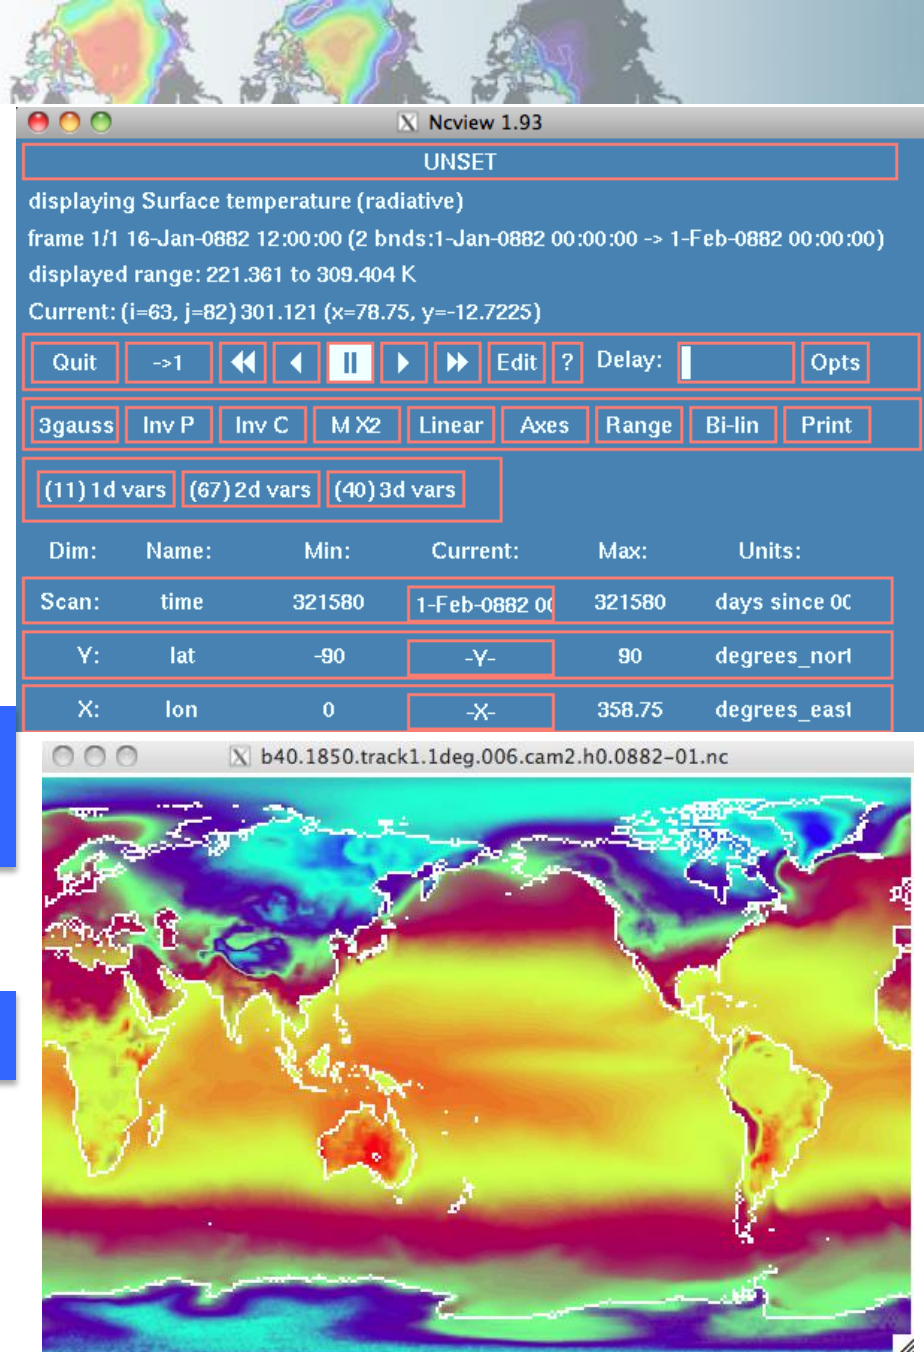 X Ncview 1.93
UNSET
displaying Surface temperature (radiative)
frame 1/1 16-Jan-0882 12:00:00 (2 bnds:1-Jan-0882 00:00:00 -> 1-Feb-0882 00:00:00)
displayed range: 221.361 to 309.404 K
Current: (i=63, j=82) 301.121 (x=78.75, y=-12.7225)
Quit ->1 Edit ? Delay: Opts
3gauss Inv P Inv C M X2 Linear Axes Range Bi-lin Print
(11) 1d vars (67) 2d vars (40) 3d vars
Dim: Name: Min: Current: Max: Units:
Scan: time 321580 1-Feb-0882 00 321580 days since 00
Y: lat -90 -Y- 90 degrees_nort
X: lon 0 -X- 358.75 degrees_east
X b40.1850.track1.1deg.006.cam2.h0.0882-01.nc